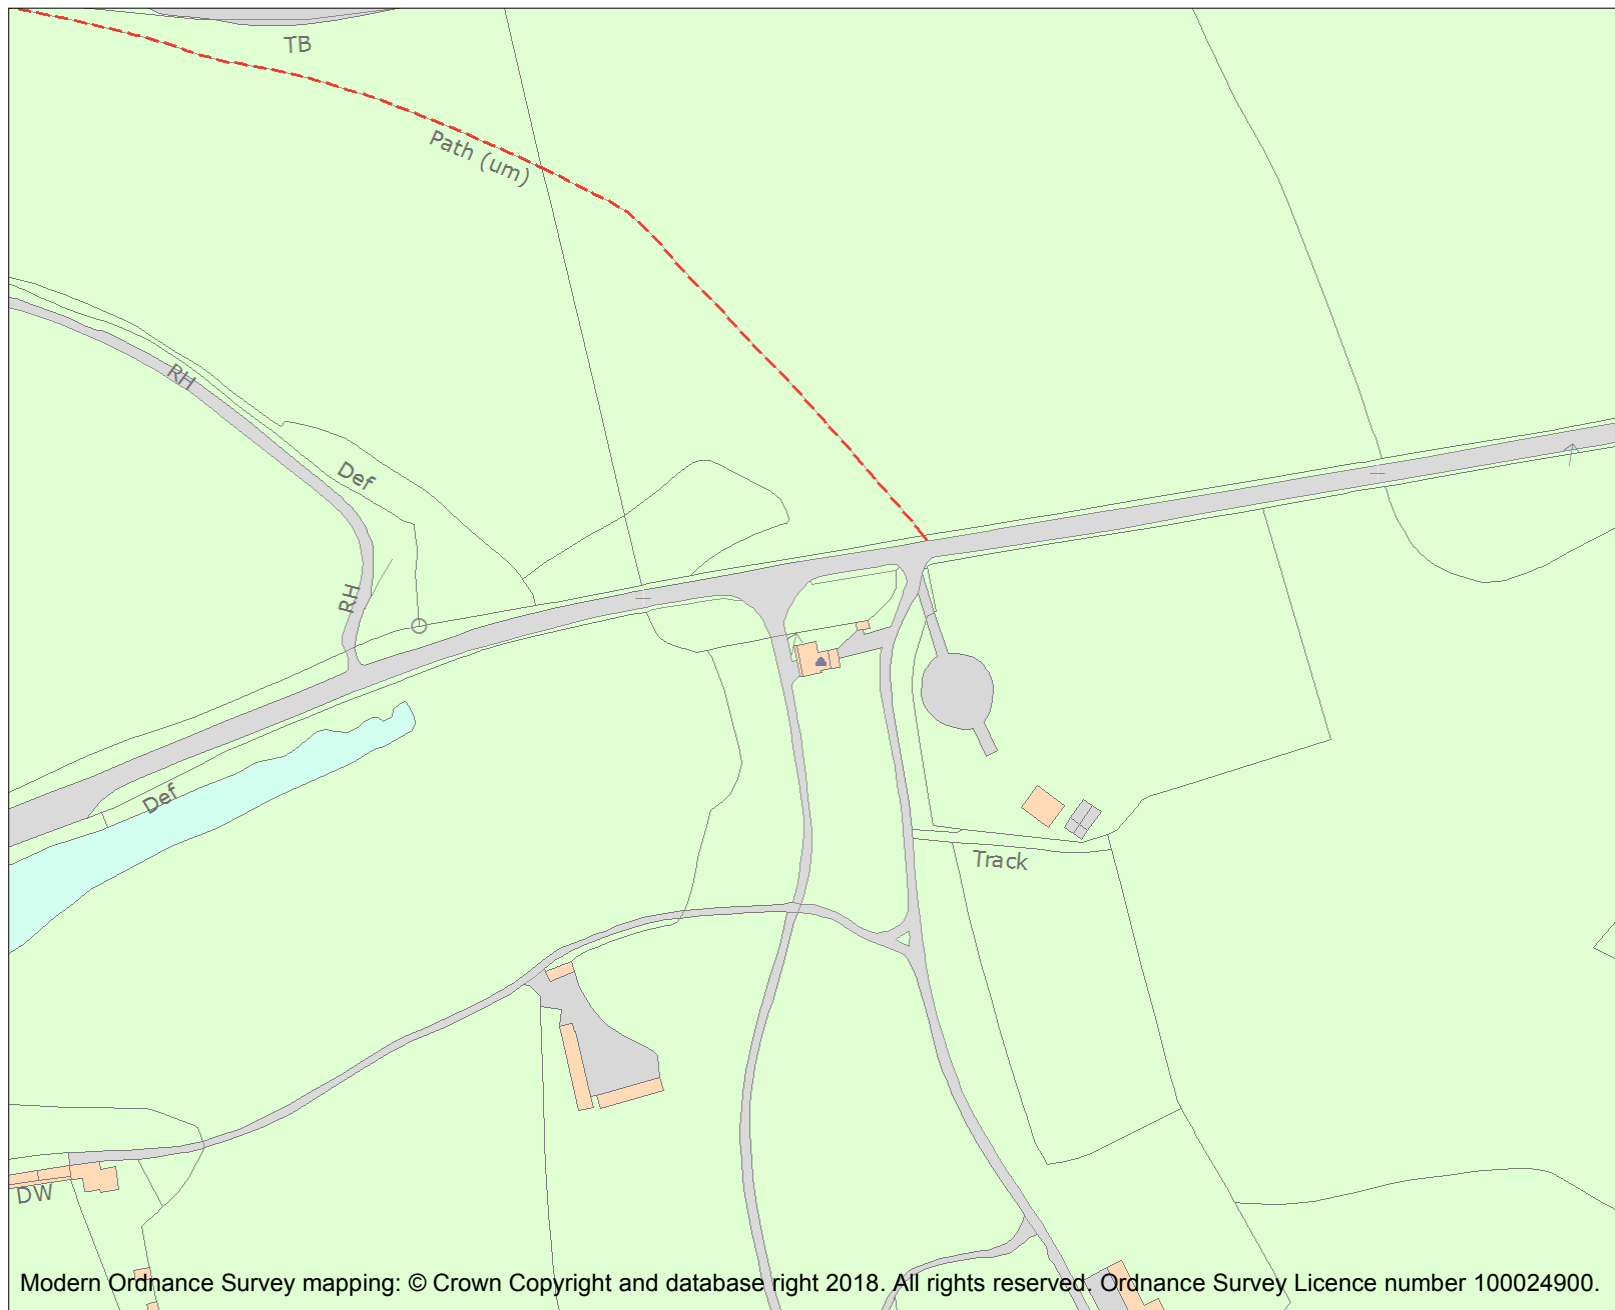 TB
Path (um)
RH
Def
RH
Def
Track
DW
Modern Ordnance Survey mapping: © Crown Copyright and database right 2018. All rights reserved. Ordnance Survey Licence number 100024900.